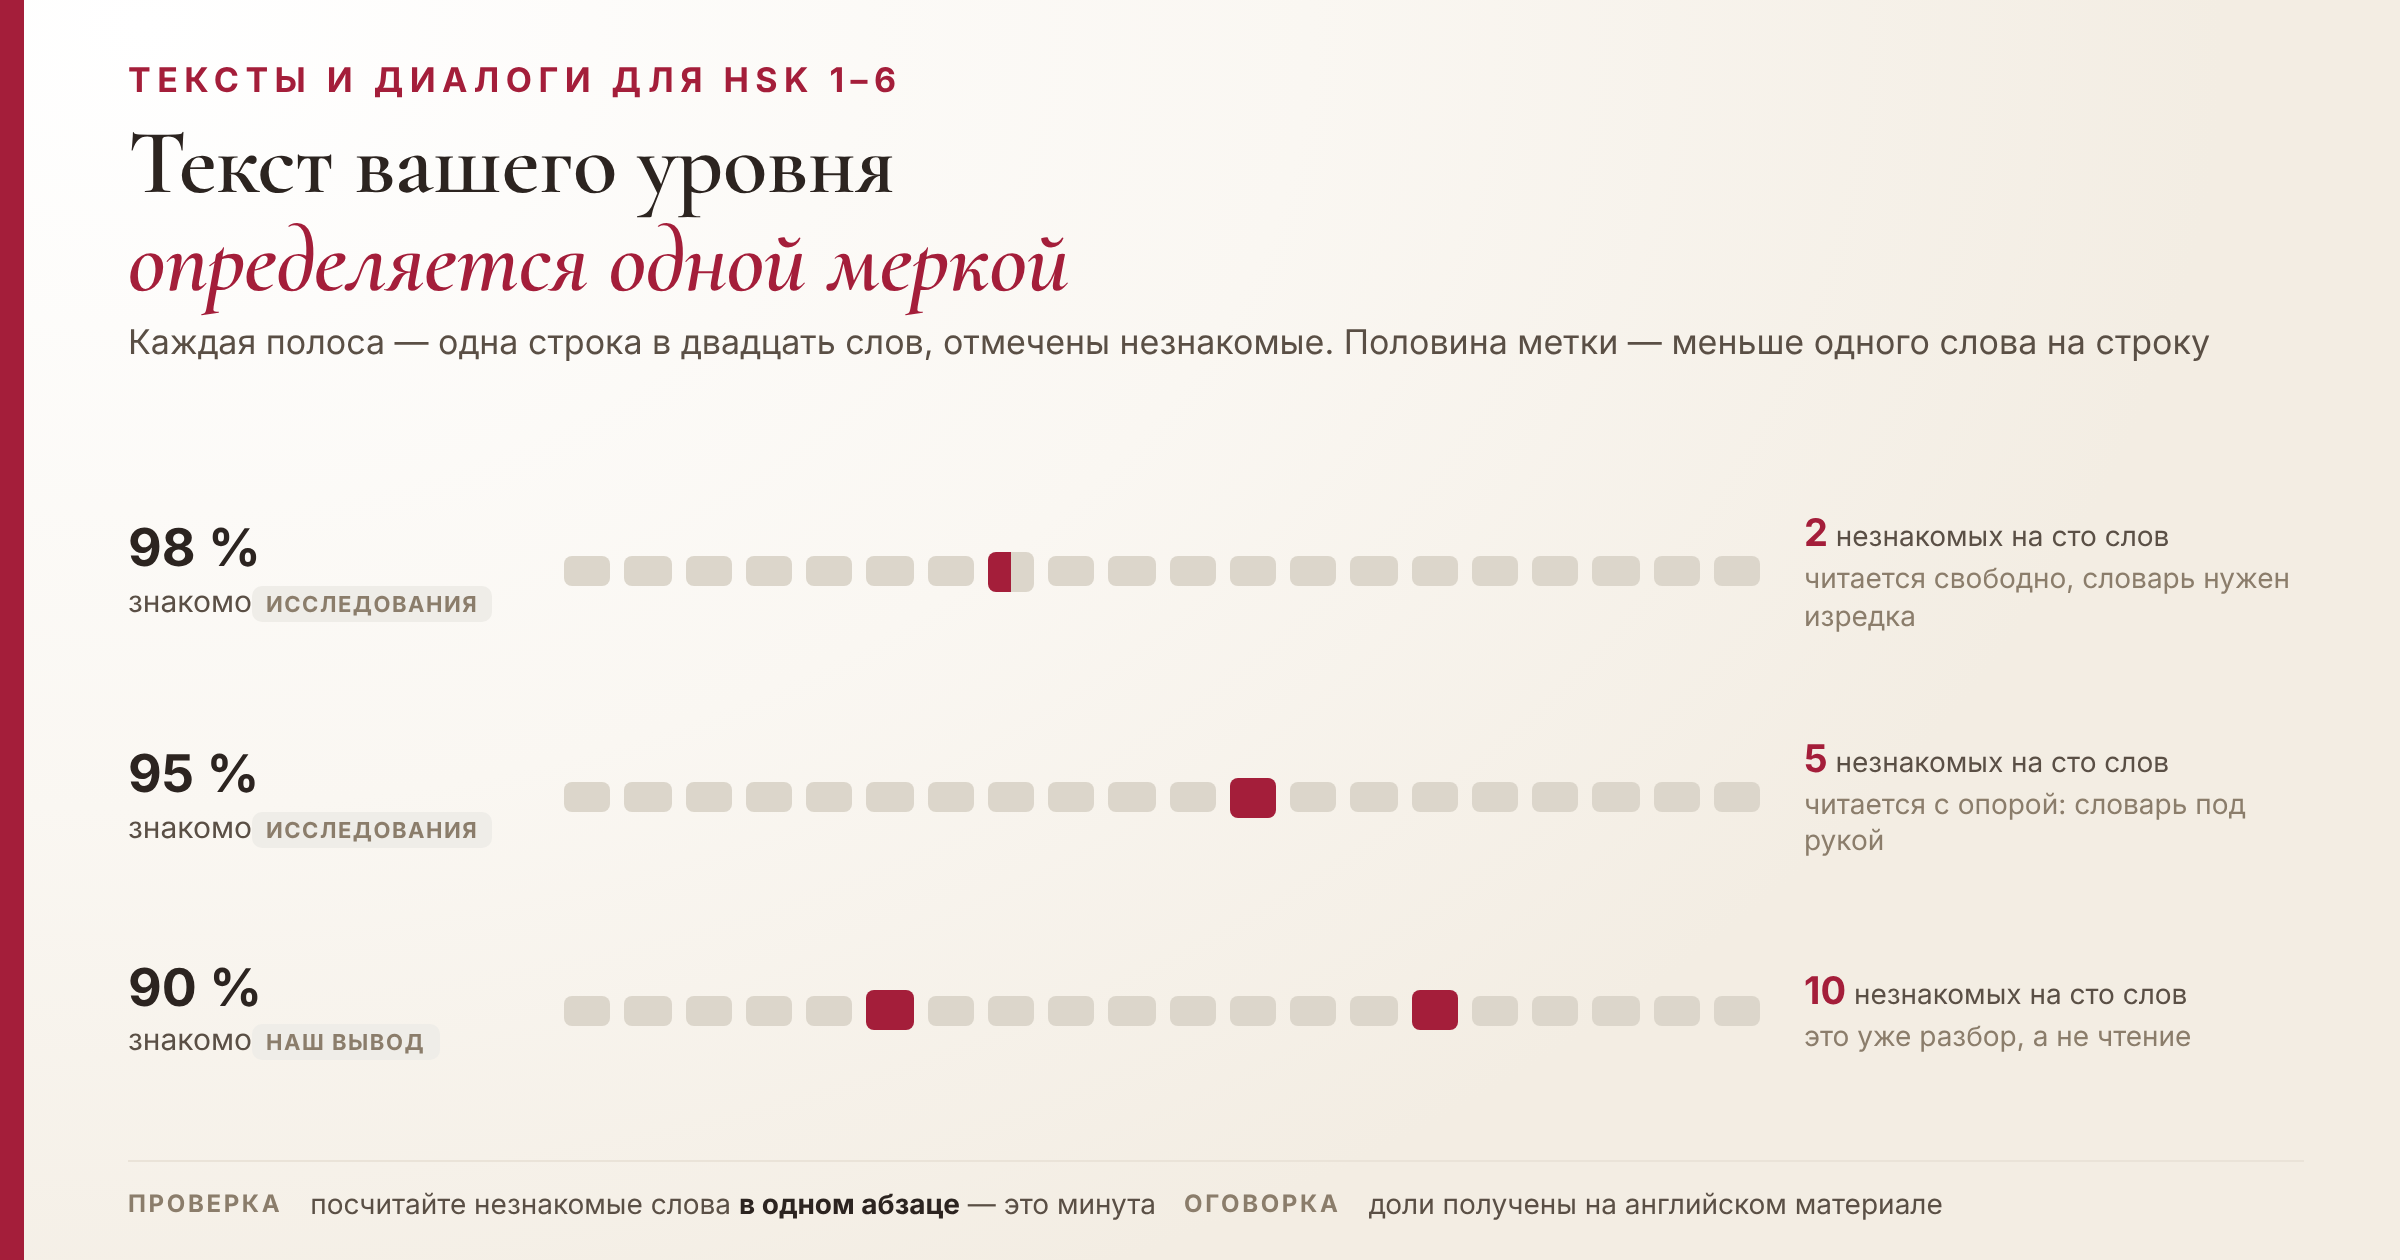 ТЕКСТЫ И ДИАЛОГИ ДЛЯ HSK 1–6
Текст вашего уровня
определяется одной меркой
Каждая полоса — одна строка в двадцать слов, отмечены незнакомые. Половина метки — меньше одного слова на строку
98 %
знакомо ИССЛЕДОВАНИЯ
2 незнакомых на сто слов
читается свободно, словарь нужен
изредка
95 %
знакомо ИССЛЕДОВАНИЯ
5 незнакомых на сто слов
читается с опорой: словарь под
рукой
90 %
знакомо НАШ ВЫВОД
10 незнакомых на сто слов
это уже разбор, а не чтение
ПРОВЕРКА посчитайте незнакомые слова в одном абзаце — это минута ОГОВОРКА доли получены на английском материале